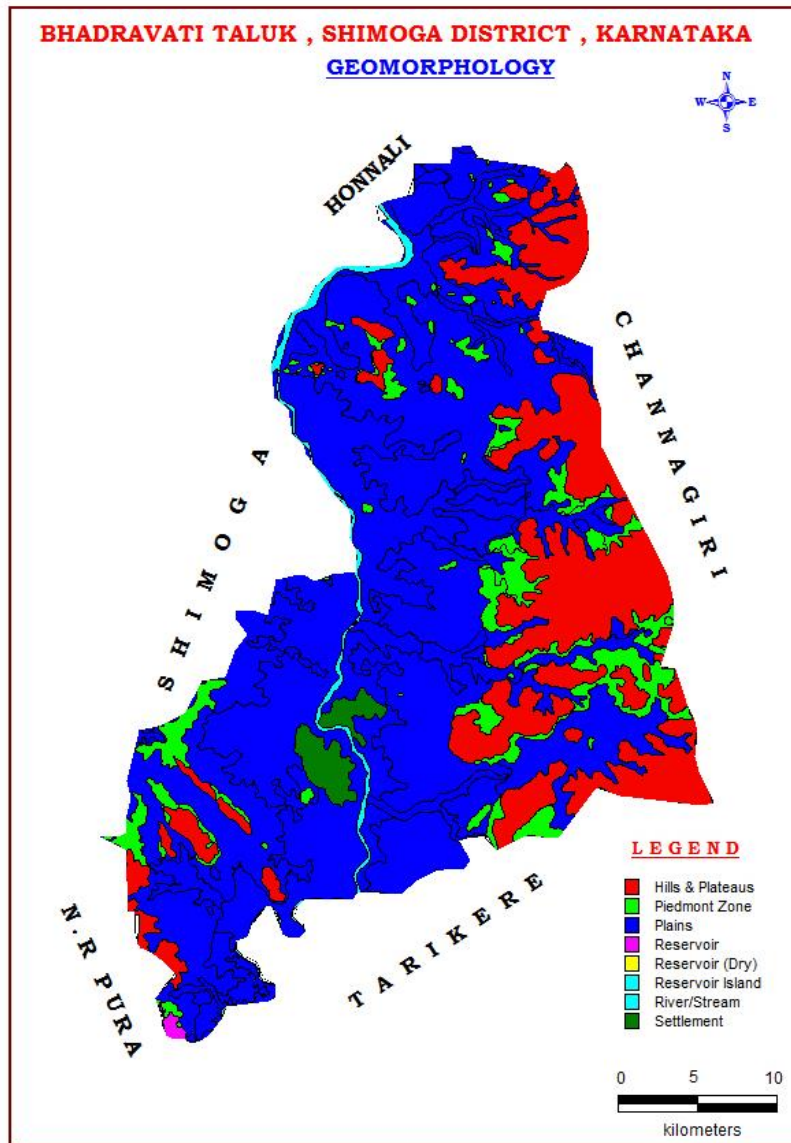 BHADRAVATI TALUK , SHIMOGA DISTRICT , KARNATAKA
GEOMORPHOLOGY
N
W E
S
HONNALI
CHANNAGIRI
SHIMOGA
TARIKERE
N.R PURA
LEGEND
Hills & Plateaus
Piedmont Zone
Plains
Reservoir
Reservoir (Dry)
Reservoir Island
River/Stream
Settlement
0 5 10
kilometers